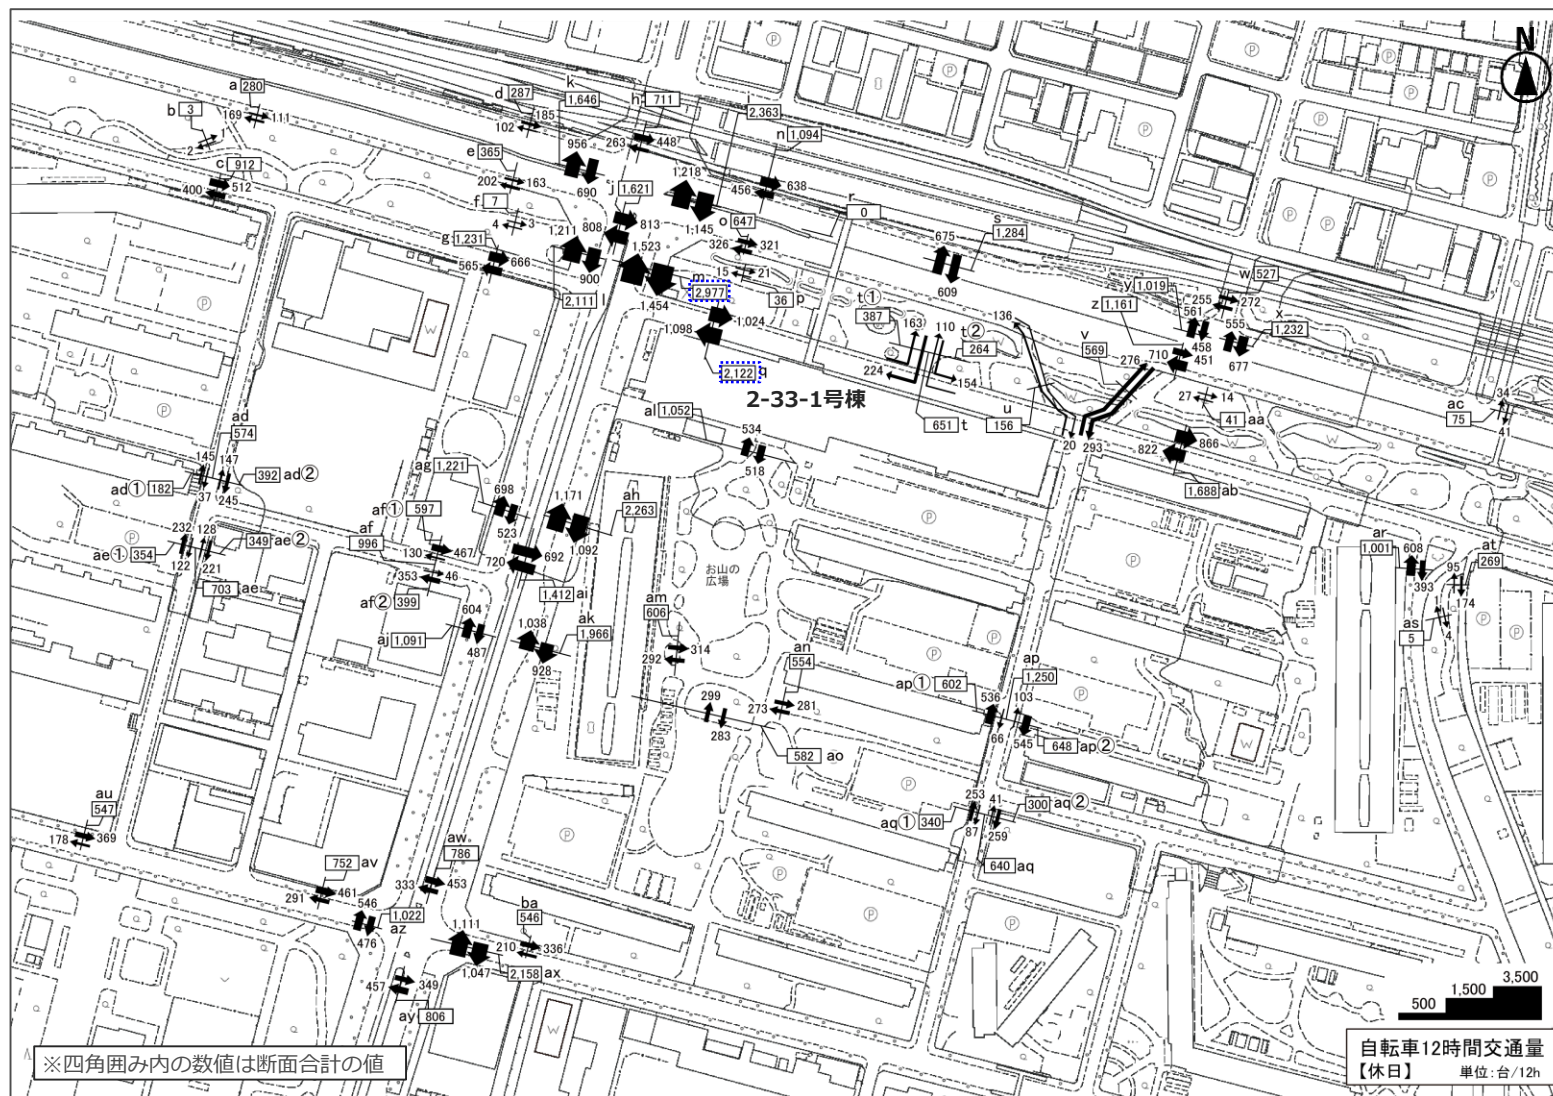 N
a 280
169 111
b 3
1
2
c 912
400 512
d 287
185
102
e 365
202 163
f 7
4 3
g 1,231
565 666
k 1,646
956
690
h 711
263 448
i 2,363
1,218
1,145
n 1,094
456 638
j 1,621
808 813
o 647
326 321
15 21
36 p
1,211
900
2,111 l
1,523
1,454
m
2,977
1,098 1,024
2,122 q
r
0
s
1,284
675
609
t① 387
163
224
110
t② 264
154
651 t
136
u
156
20
v
569
276
293
w 527
255 272
y 1,019
561
458
z 1,161
710 451
x
1,232
555
677
27 14
41 aa
822 866
1,688 ab
ac
75
34
41
2-33-1号棟
al 1,052
534
518
ad
574
145 147
ad① 182
37 245
392 ad②
232 128
ae① 354
122 221
349 ae②
703 ae
ag 1,221
698
523
af① 597
af
996
130 467
353 46
af② 399
1,171
1,092
ah
2,263
720 692
1,412 ai
604
aj 1,091
487
1,038
928
ak
1,966
am
606
292 314
お山の
広場
an
554
273 281
299
283
582 ao
ap
1,250
ap① 602
536 103
66 545
648 ap②
253 41
aq① 340
87 259
300 aq②
640 aq
ar
1,001
608
393
at
269
95
174
as
5
4
au
547
178 369
752 av
291 461
aw
786
333 453
546
476
1,022
az
1,111
1,047
2,158 ax
ba
546
210 336
457 349
ay 806
500 1,500 3,500
※四角囲み内の数値は断面合計の値
自転車12時間交通量
【休日】 単位:台/12h